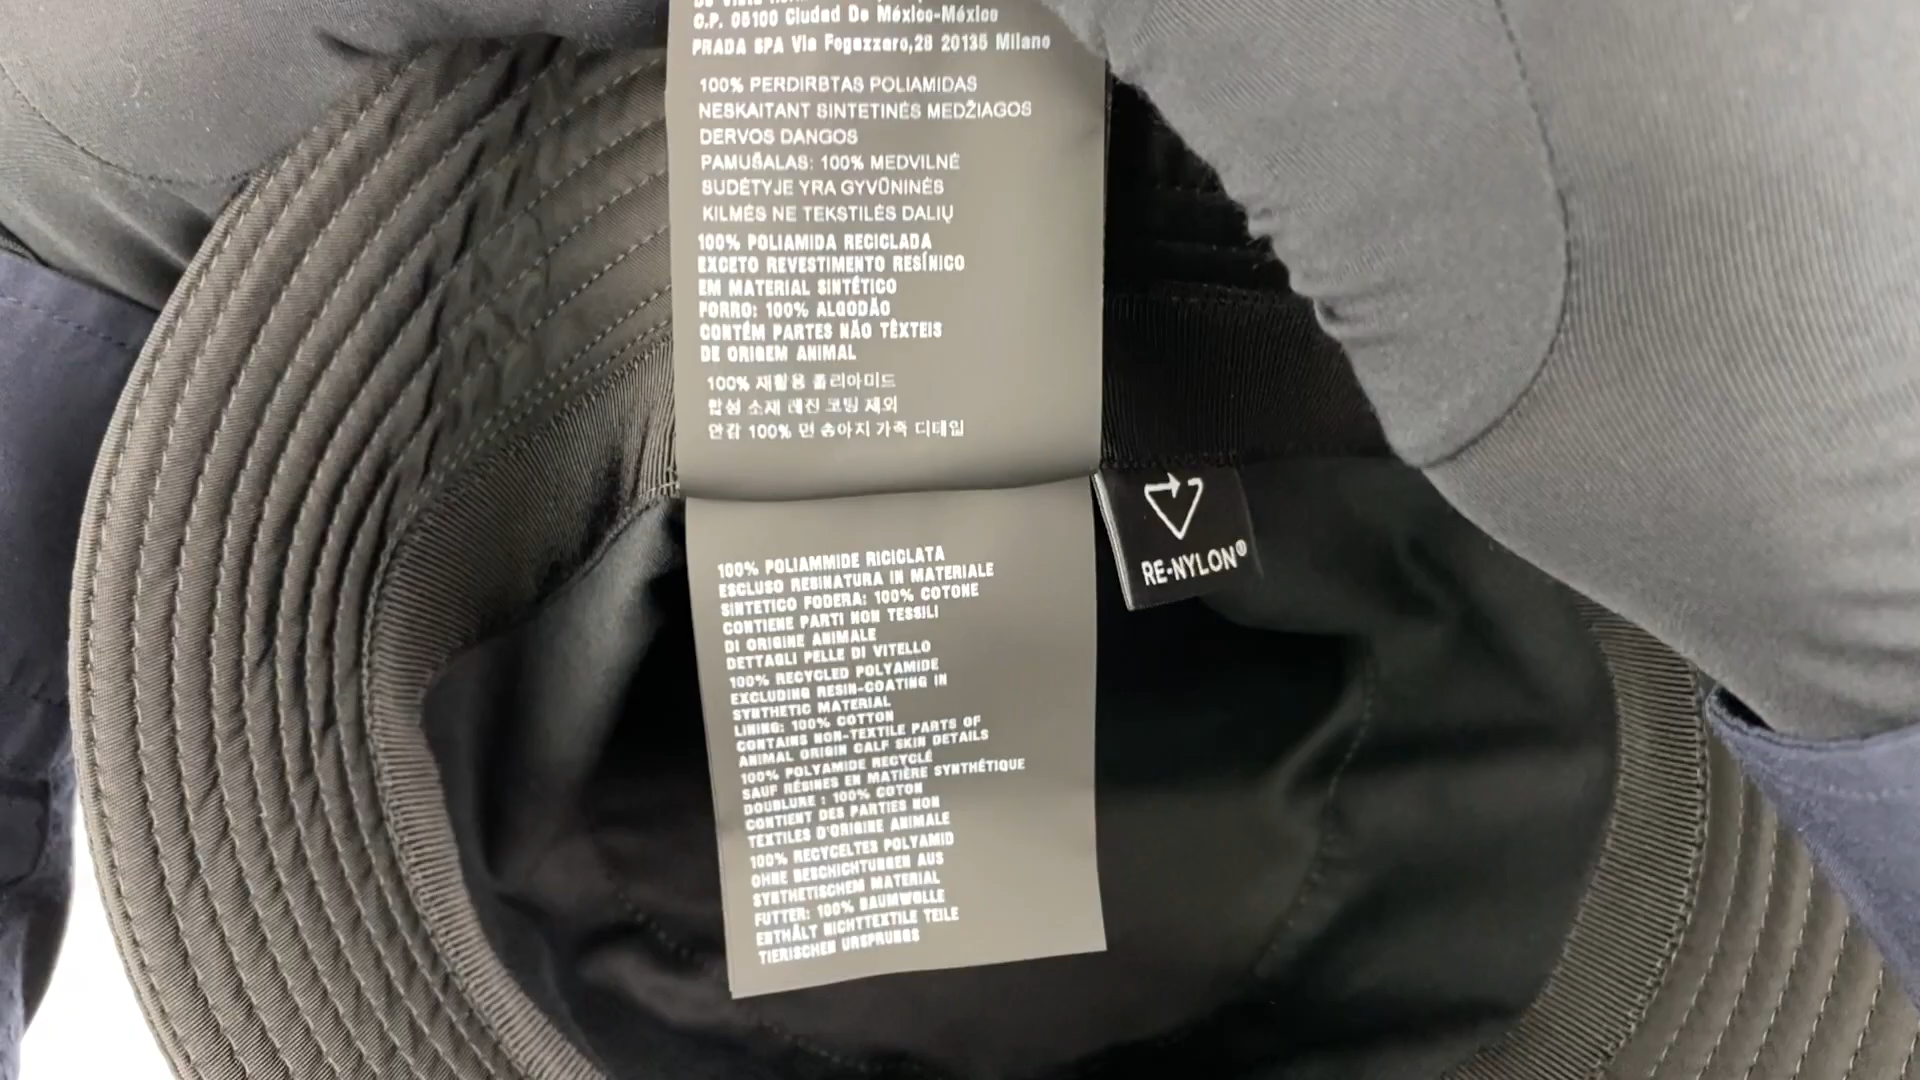 C.P. 05100 Ciudad De México-México
PRADA SPA Via Fogazzaro,28 20135 Milano
100% PERDIRBTAS POLIAMIDAS
NESKAITANT SINTETINĖS MEDŽIAGOS
DERVOS DANGOS
PAMUŠALAS: 100% MEDVILNĖ
SUDĖTYJE YRA GYVŪNINĖS
KILMĖS NE TEKSTILĖS DALIŲ
100% POLIAMIDA RECICLADA
EXCETO REVESTIMENTO RESÍNICO
EM MATERIAL SINTÉTICO
FORRO: 100% ALGODÃO
CONTÉM PARTES NÃO TÊXTEIS
DE ORIGEM ANIMAL
100% 재활용 폴리아미드
합성 소재 레진 코팅 제외
안감 100% 면 송아지 가죽 디테일
RE-NYLON®
100% POLIAMMIDE RICICLATA
ESCLUSO RESINATURA IN MATERIALE
SINTETICO FODERA: 100% COTONE
CONTIENE PARTI NON TESSILI
DI ORIGINE ANIMALE
DETTAGLI PELLE DI VITELLO
100% RECYCLED POLYAMIDE
EXCLUDING RESIN-COATING IN
SYNTHETIC MATERIAL
LINING: 100% COTTON
CONTAINS NON-TEXTILE PARTS OF
ANIMAL ORIGIN CALF SKIN DETAILS
100% POLYAMIDE RECYCLÉ
SAUF RÉSINES EN MATIÈRE SYNTHÉTIQUE
DOUBLURE : 100% COTON
CONTIENT DES PARTIES NON
TEXTILES D'ORIGINE ANIMALE
100% RECYCELTES POLYAMID
OHNE BESCHICHTUNGEN AUS
SYNTHETISCHEM MATERIAL
FUTTER: 100% BAUMWOLLE
ENTHÄLT NICHTTEXTILE TEILE
TIERISCHEN URSPRUNGS